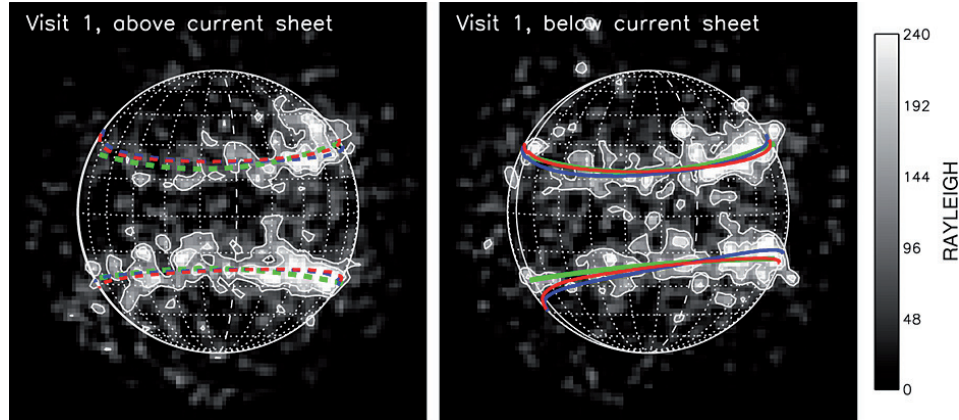 Visit 1, above current sheet
Visit 1, below current sheet
240
192
144
96
48
0
RAYLEIGH